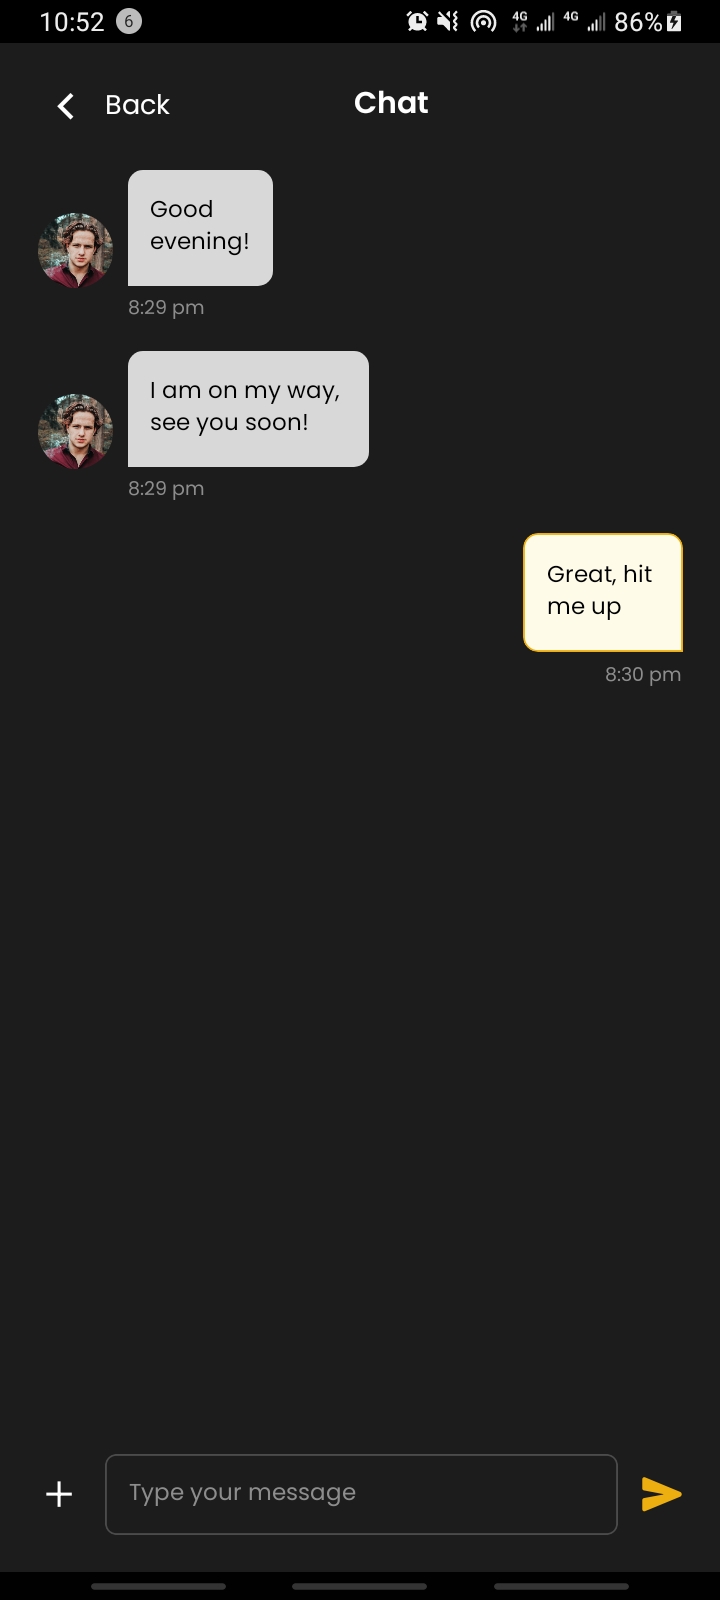 10:52 6 4G 4G 86%
Back Chat
Good
evening!
8:29 pm
I am on my way,
see you soon!
8:29 pm
Great, hit
me up
8:30 pm
Type your message